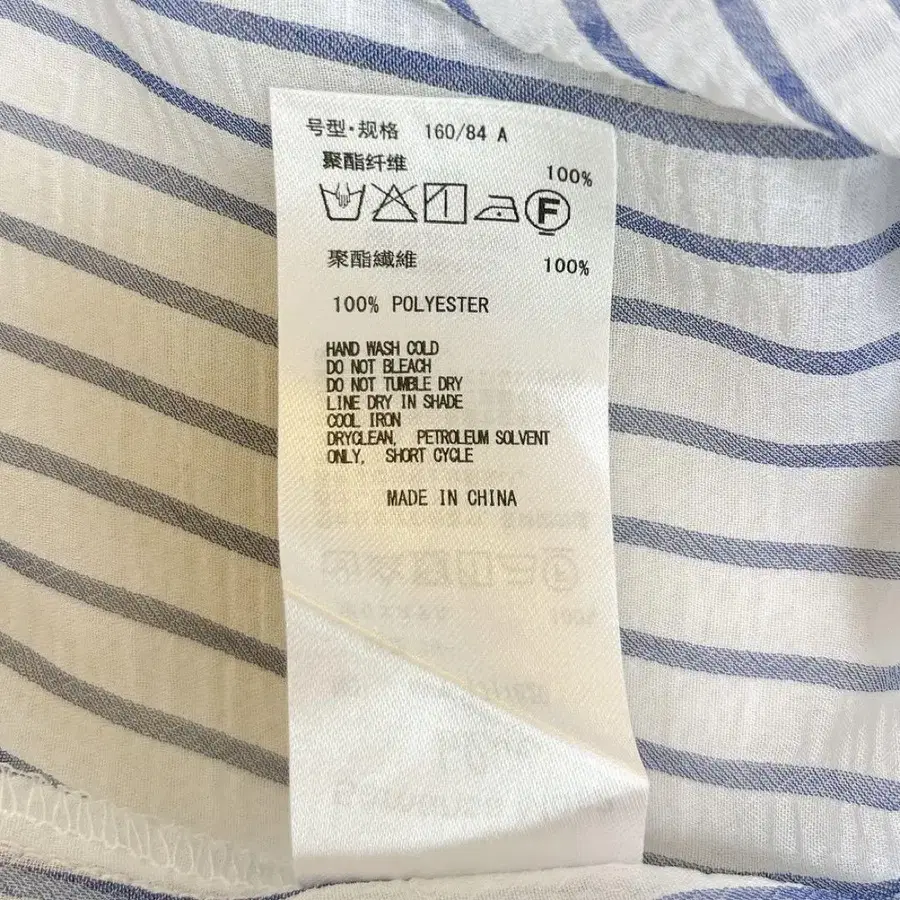 号型·规格 160/84 A
聚酯纤维 100%
F
聚酯纖維 100%
100% POLYESTER
HAND WASH COLD
DO NOT BLEACH
DO NOT TUMBLE DRY
LINE DRY IN SHADE
COOL IRON
DRYCLEAN, PETROLEUM SOLVENT
ONLY, SHORT CYCLE
MADE IN CHINA